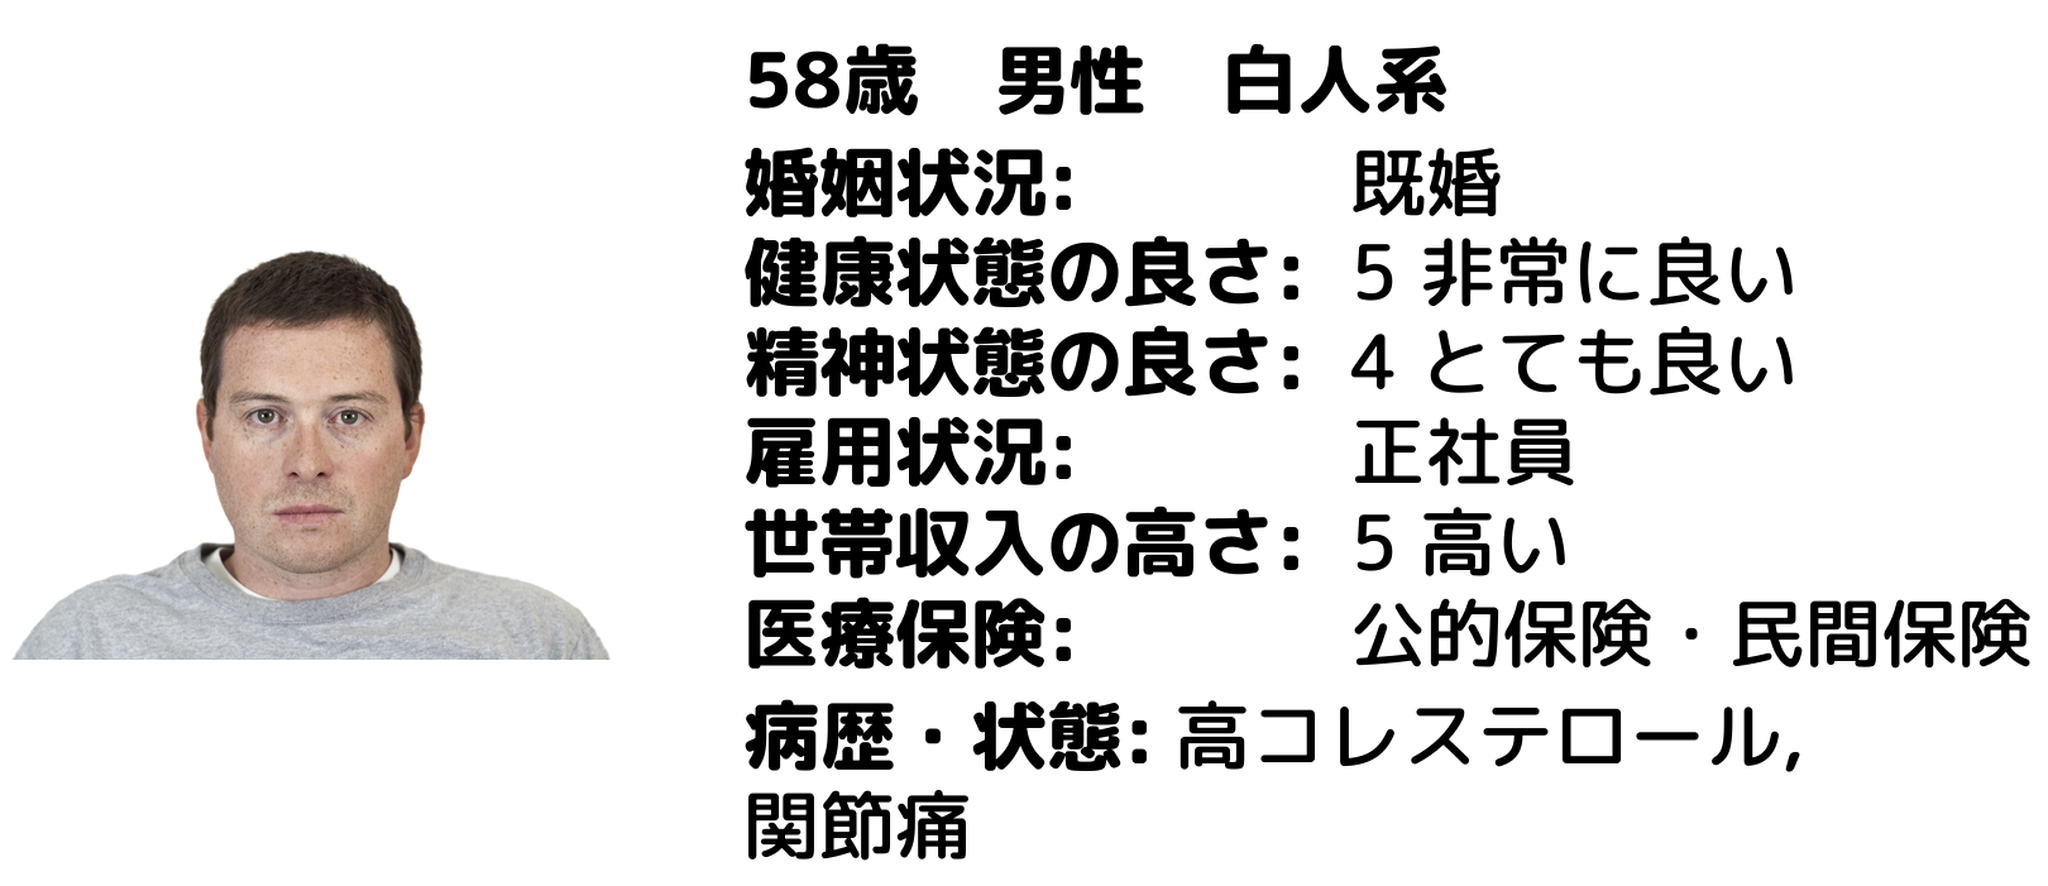 58歳　男性　白人系
婚姻状況: 既婚
健康状態の良さ: 5 非常に良い
精神状態の良さ: 4 とても良い
雇用状況: 正社員
世帯収入の高さ: 5 高い
医療保険: 公的保険・民間保険
病歴・状態: 高コレステロール,
関節痛